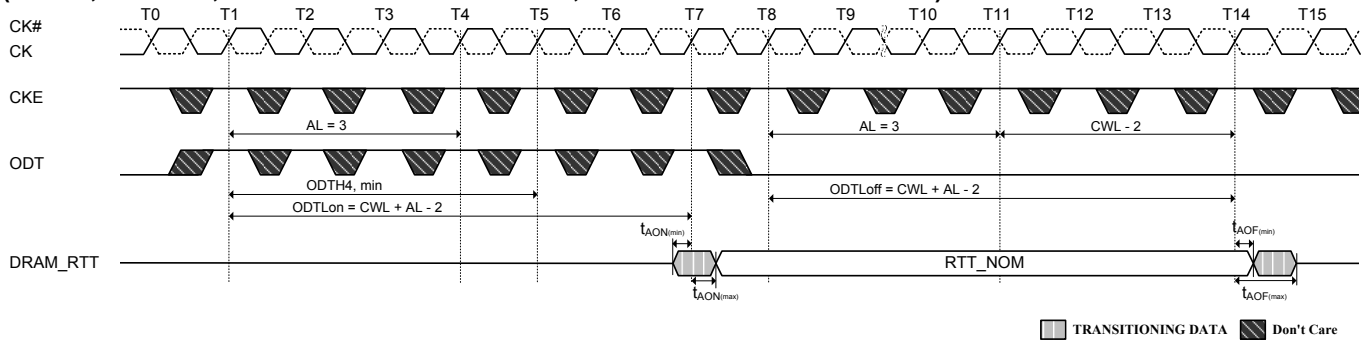 T0 T1 T2 T3 T4 T5 T6 T7 T8 T9 T10 T11 T12 T13 T14 T15
CK#
CK
CKE
AL = 3
AL = 3
CWL - 2
ODT
ODTH4, min
ODTLoff = CWL + AL - 2
ODTLon = CWL + AL - 2
tAON(min)
tAOF(min)
DRAM_RTT
RTT_NOM
tAON(max)
tAOF(max)
TRANSITIONING DATA
Don't Care